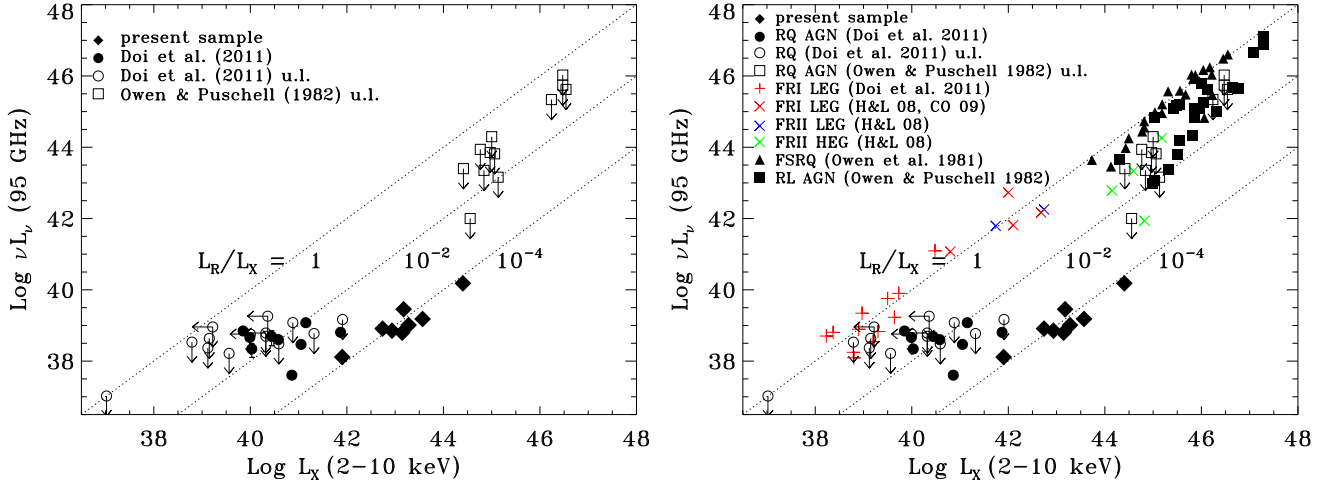 48
46
44
42
40
38
Log νLν (95 GHz)
present sample
Doi et al. (2011)
Doi et al. (2011) u.l.
Owen & Puschell (1982) u.l.
LR/LX = 1 10−2 10−4
38 40 42 44 46 48
Log LX (2−10 keV)
48
46
44
42
40
38
Log νLν (95 GHz)
present sample
RQ AGN (Doi et al. 2011)
RQ (Doi et al. 2011) u.l.
RQ AGN (Owen & Puschell 1982) u.l.
FRI LEG (Doi et al. 2011)
FRI LEG (H&L 08, CO 09)
FRII LEG (H&L 08)
FRII HEG (H&L 08)
FSRQ (Owen et al. 1981)
RL AGN (Owen & Puschell 1982)
LR/LX = 1 10−2 10−4
38 40 42 44 46 48
Log LX (2−10 keV)